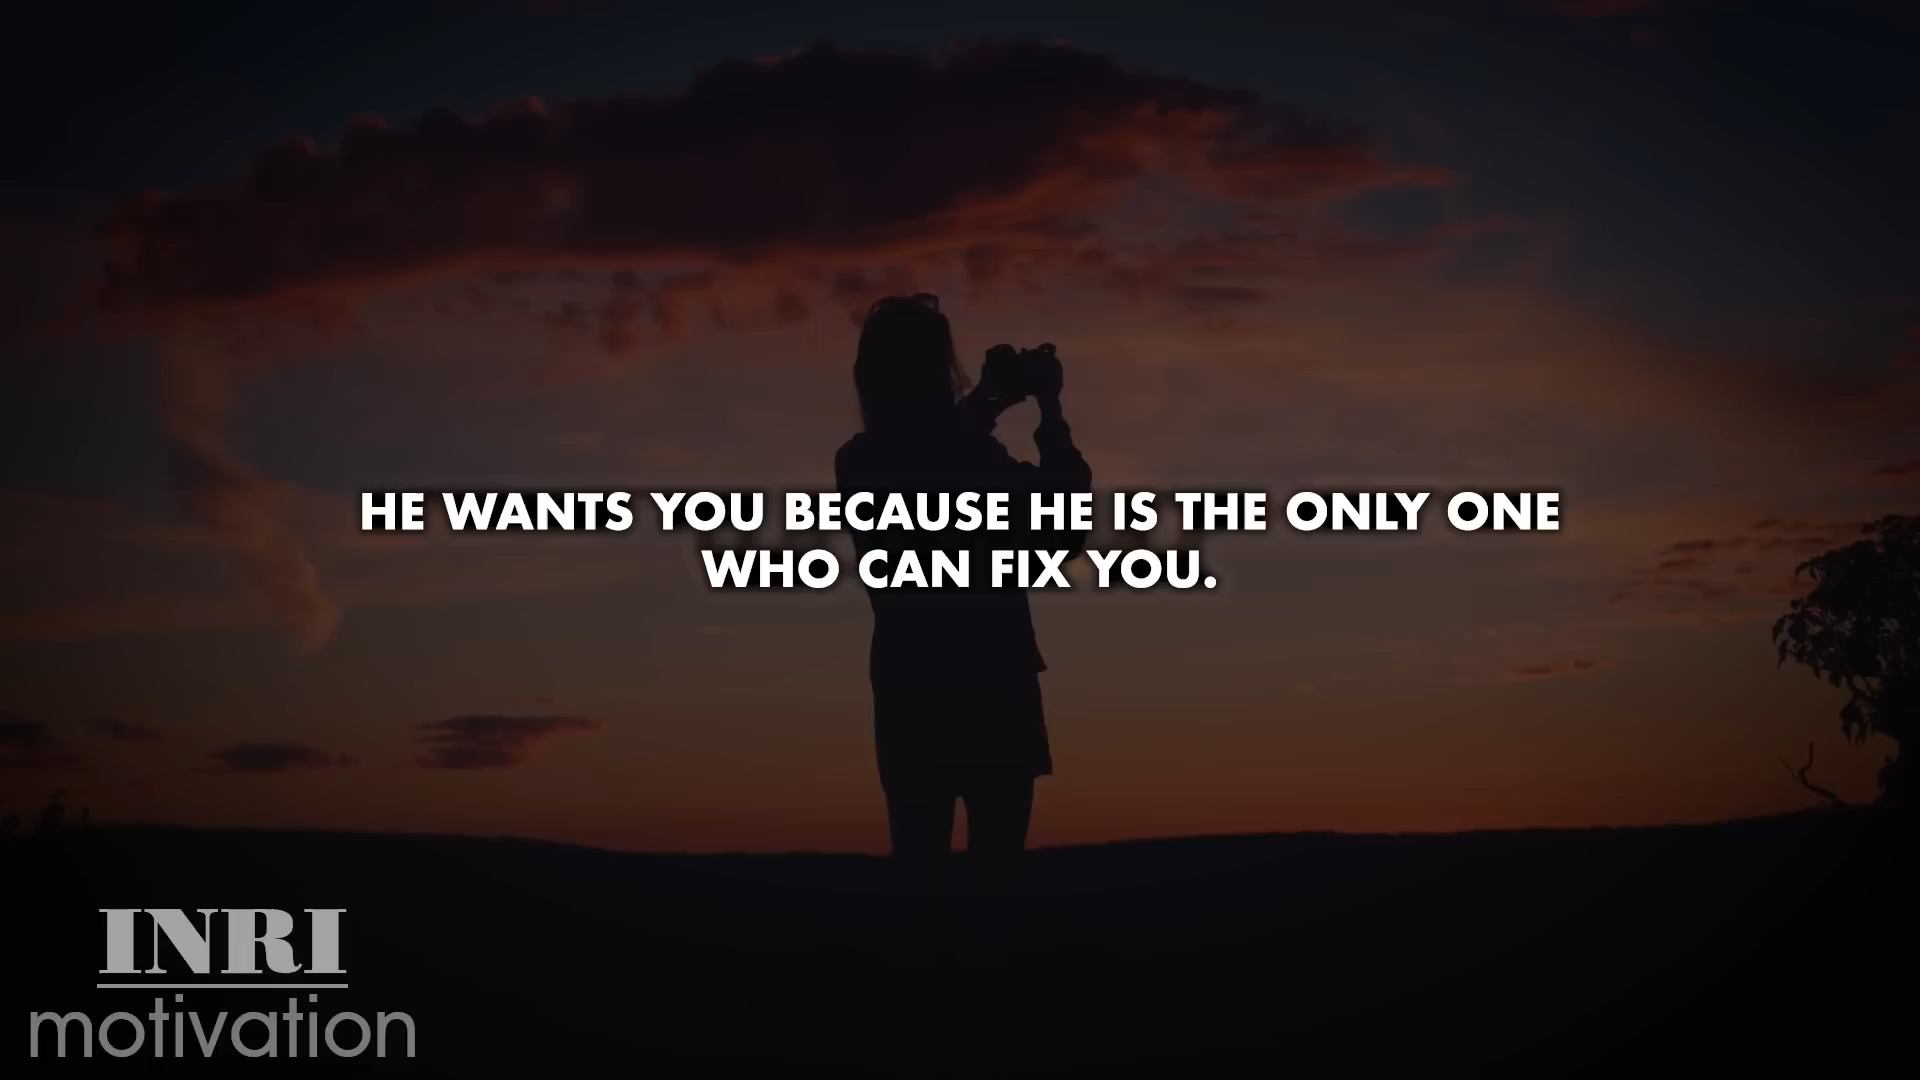 HE WANTS YOU BECAUSE HE IS THE ONLY ONE
WHO CAN FIX YOU.
INRI
motivation